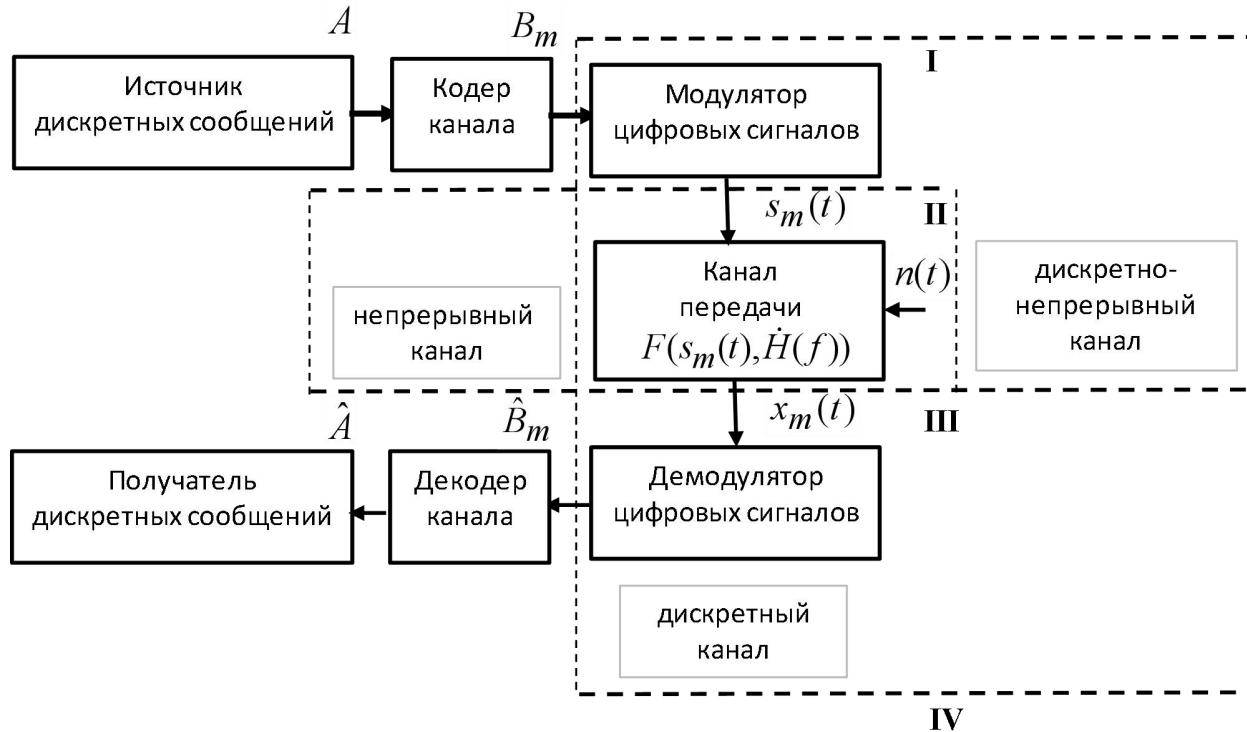 A
B_m
I
Источник
дискретных сообщений
Кодер
канала
Модулятор
цифровых сигналов
s_m(t)
II
непрерывный
канал
Канал
передачи
F(s_m(t),Ḣ(f))
n(t)
дискретно-
непрерывный
канал
Â
B̂_m
x_m(t)
III
Получатель
дискретных сообщений
Декодер
канала
Демодулятор
цифровых сигналов
дискретный
канал
IV